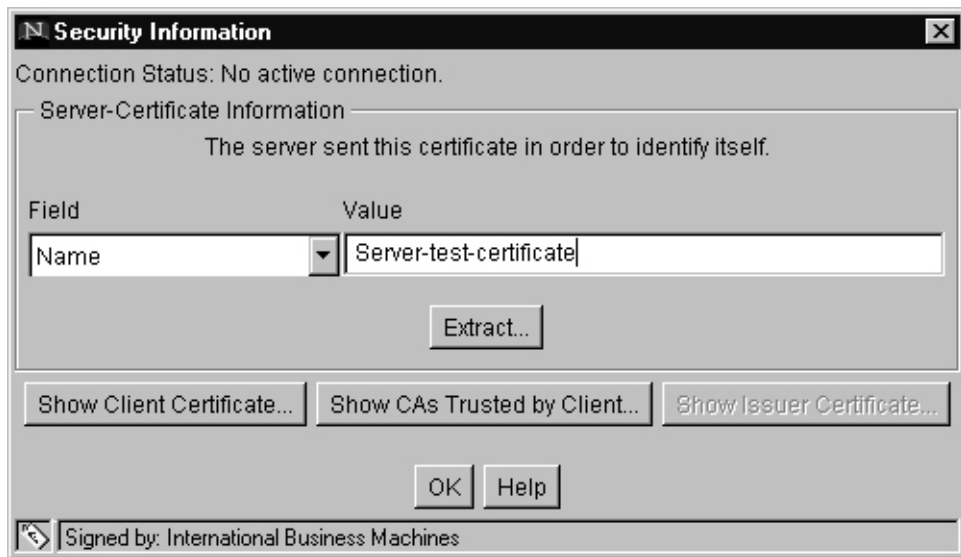 N Security Information
Connection Status: No active connection.
Server-Certificate Information
The server sent this certificate in order to identify itself.
Field Value
Name Server-test-certificate
Extract...
Show Client Certificate... Show CAs Trusted by Client... Show Issuer Certificate...
OK Help
Signed by: International Business Machines